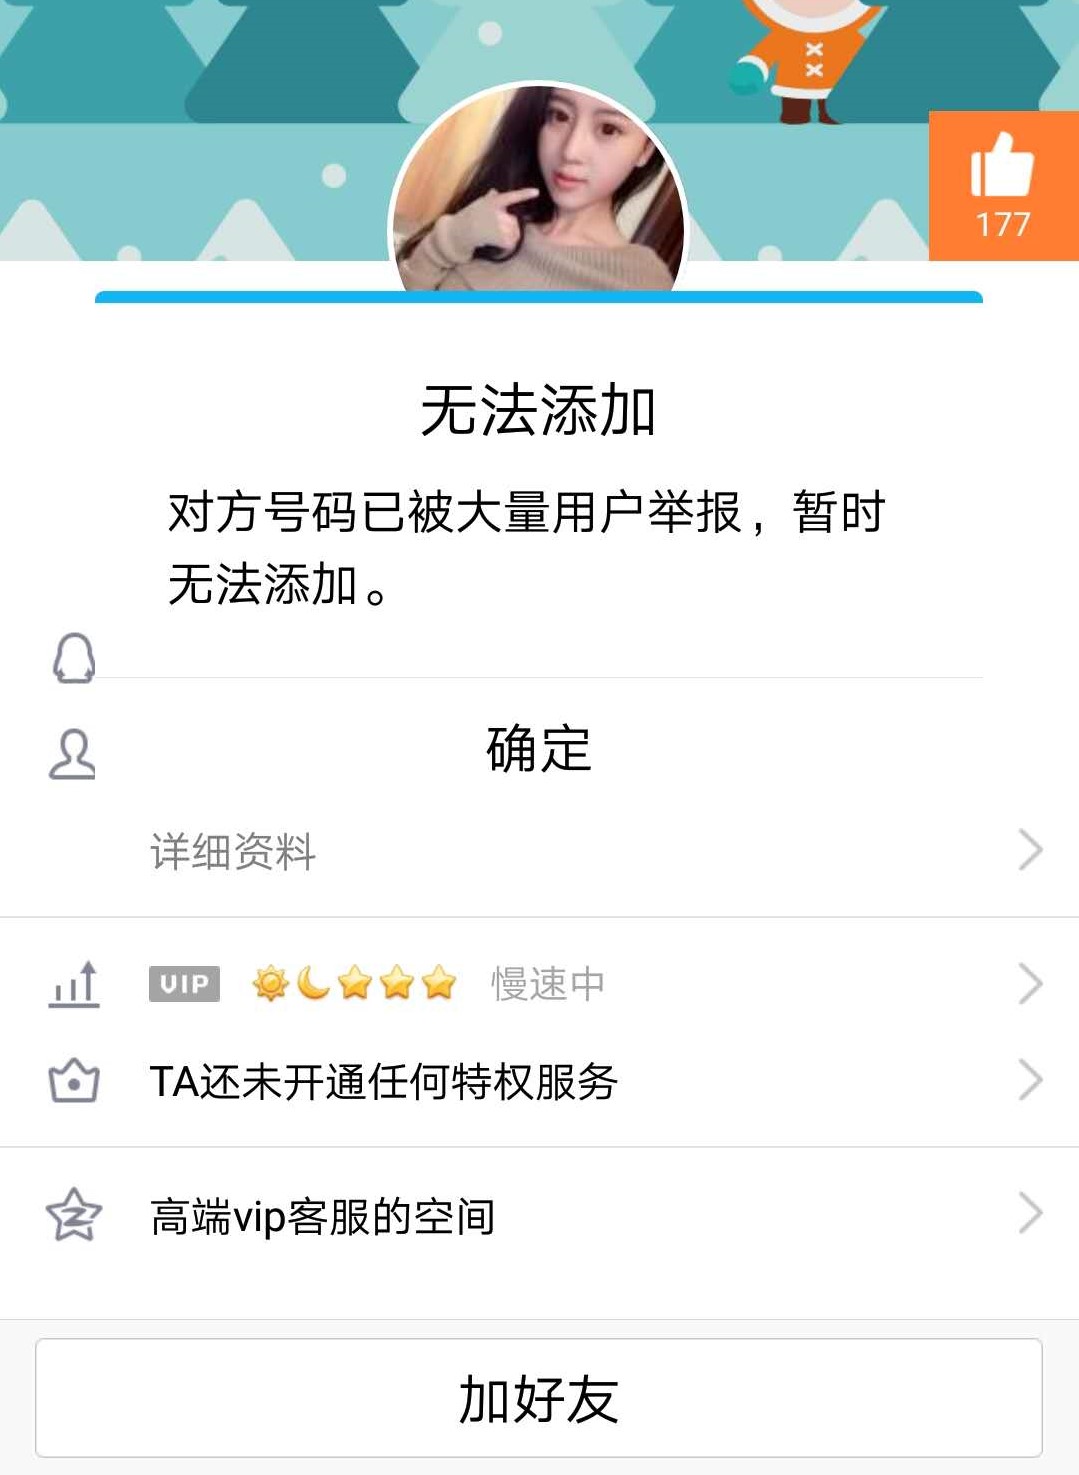 177
无法添加
对方号码已被大量用户举报，暂时
无法添加。
确定
详细资料
VIP 慢速中
TA还未开通任何特权服务
高端vip客服的空间
加好友